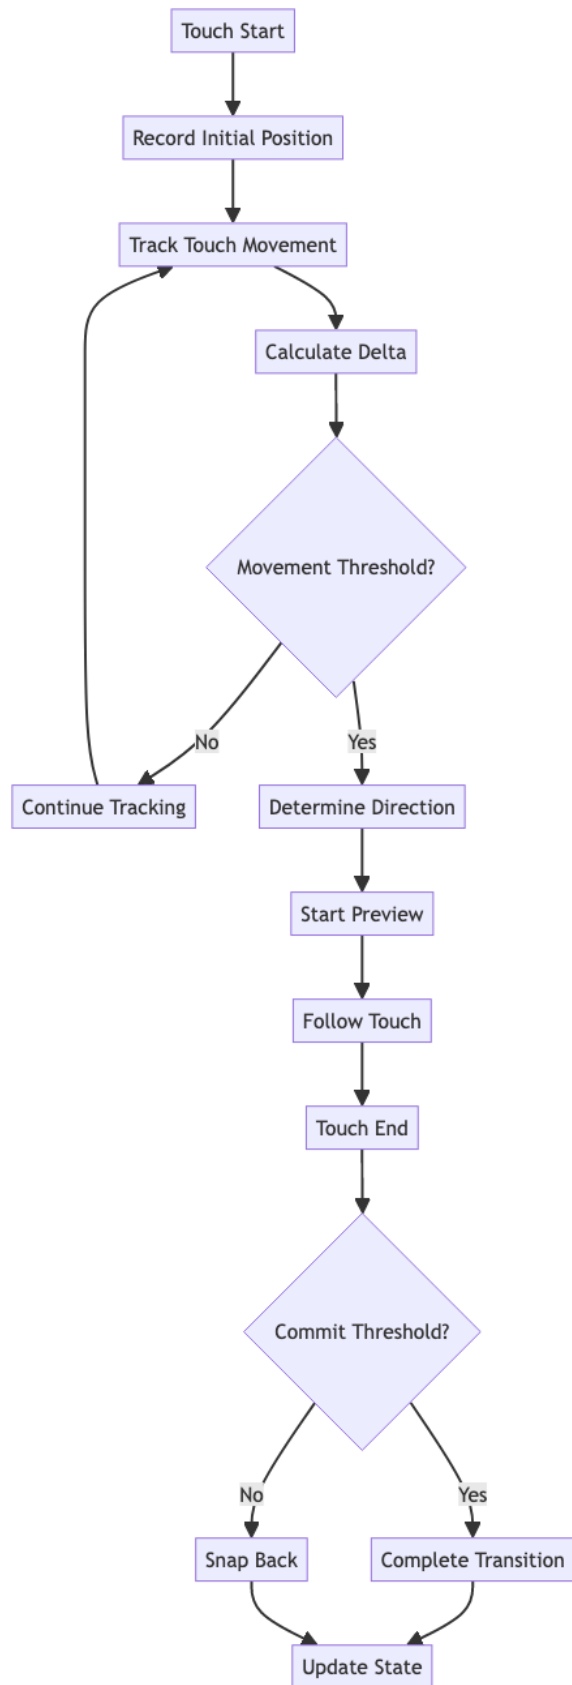 Touch Start
Record Initial Position
Track Touch Movement
Calculate Delta
Movement Threshold?
No
Yes
Continue Tracking
Determine Direction
Start Preview
Follow Touch
Touch End
Commit Threshold?
No
Yes
Snap Back
Complete Transition
Update State